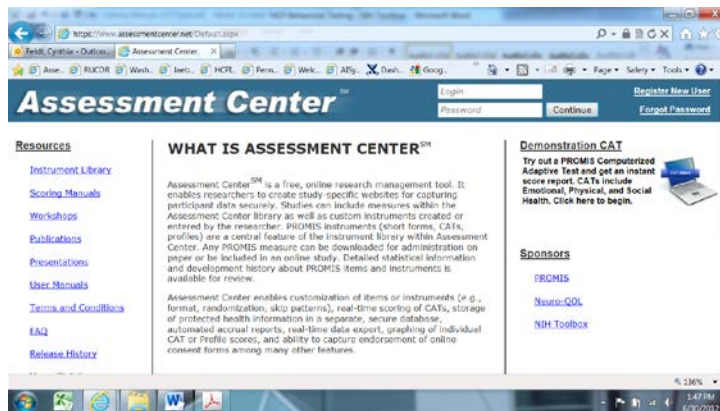 https://www.assessmentcenter.net/Default.aspx
Feldt, Cynthia - Outloo...
Assessment Center
Asse...
RUCDR
Wash...
HCPL...
Penn...
Welc...
Dash...
Goog...
Page
Safety
Tools
Assessment Center
Login
Password
Continue
Register New User
Forgot Password
Resources
Instrument Library
Scoring Manuals
Workshops
Publications
Presentations
User Manuals
Terms and Conditions
FAQ
Release History
WHAT IS ASSESSMENT CENTER℠
Assessment Center℠ is a free, online research management tool. It
enables researchers to create study-specific websites for capturing
participant data securely. Studies can include measures within the
Assessment Center library as well as custom instruments created or
entered by the researcher. PROMIS instruments (short forms, CATs,
profiles) are a central feature of the instrument library within Assessment
Center. Any PROMIS measure can be downloaded for administration on
paper or be included in an online study. Detailed statistical information
and development history about PROMIS items and instruments is
available for review.
Assessment Center enables customization of items or instruments (e.g.,
format, randomization, skip patterns), real-time scoring of CATs, storage
of protected health information in a separate, secure database,
automated accrual reports, real-time data export, graphing of individual
CAT or Profile scores, and ability to capture endorsement of online
consent forms among many other features.
Demonstration CAT
Try out a PROMIS Computerized
Adaptive Test and get an instant
score report. CATs include
Emotional, Physical, and Social
Health. Click here to begin.
Sponsors
PROMIS
Neuro-QOL
NIH Toolbox
136%
1:47 PM